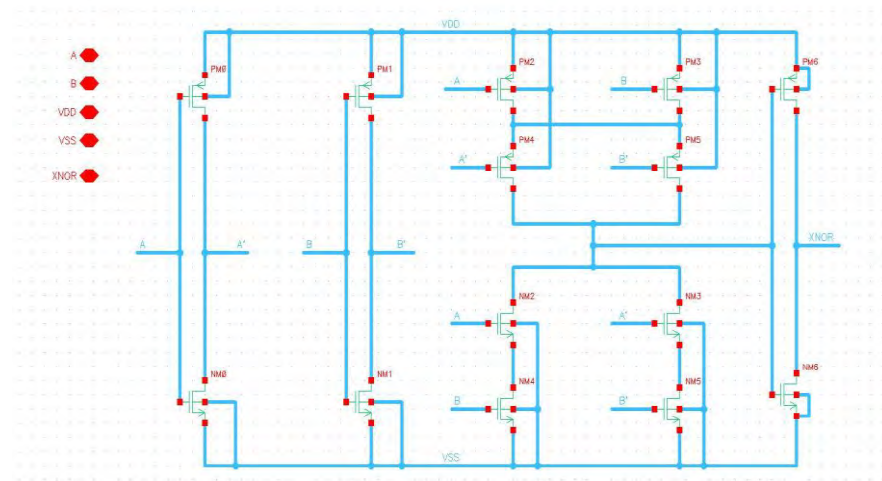 VDD
A
B
VDD
VSS
XNOR
PM0
PM1
PM2
PM3
PM6
A
B
PM4
PM5
A'
B'
A
A'
B
B'
XNOR
NM2
NM3
A
A'
NM0
NM1
NM4
NM5
NM6
B
B'
VSS